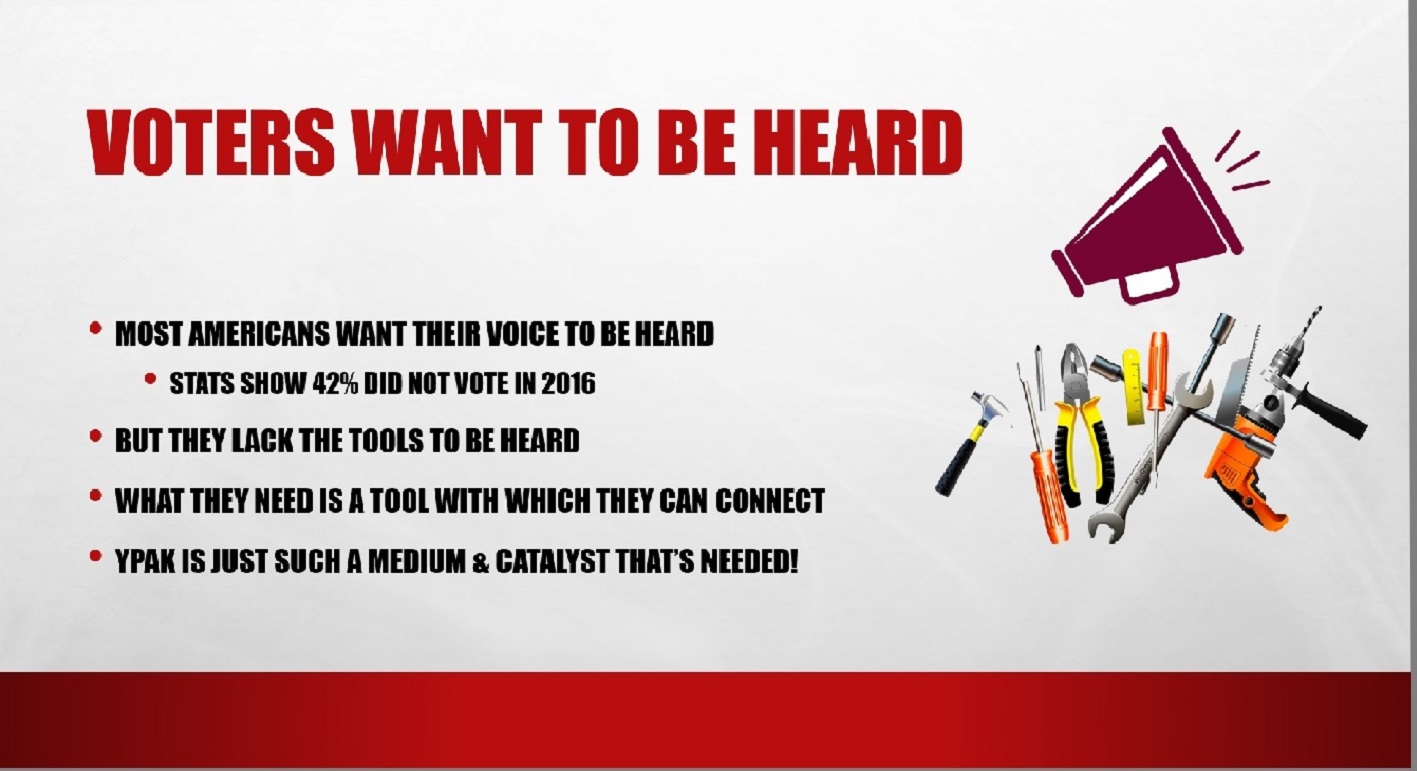 VOTERS WANT TO BE HEARD
• MOST AMERICANS WANT THEIR VOICE TO BE HEARD
• STATS SHOW 42% DID NOT VOTE IN 2016
• BUT THEY LACK THE TOOLS TO BE HEARD
• WHAT THEY NEED IS A TOOL WITH WHICH THEY CAN CONNECT
• YPAK IS JUST SUCH A MEDIUM & CATALYST THAT'S NEEDED!